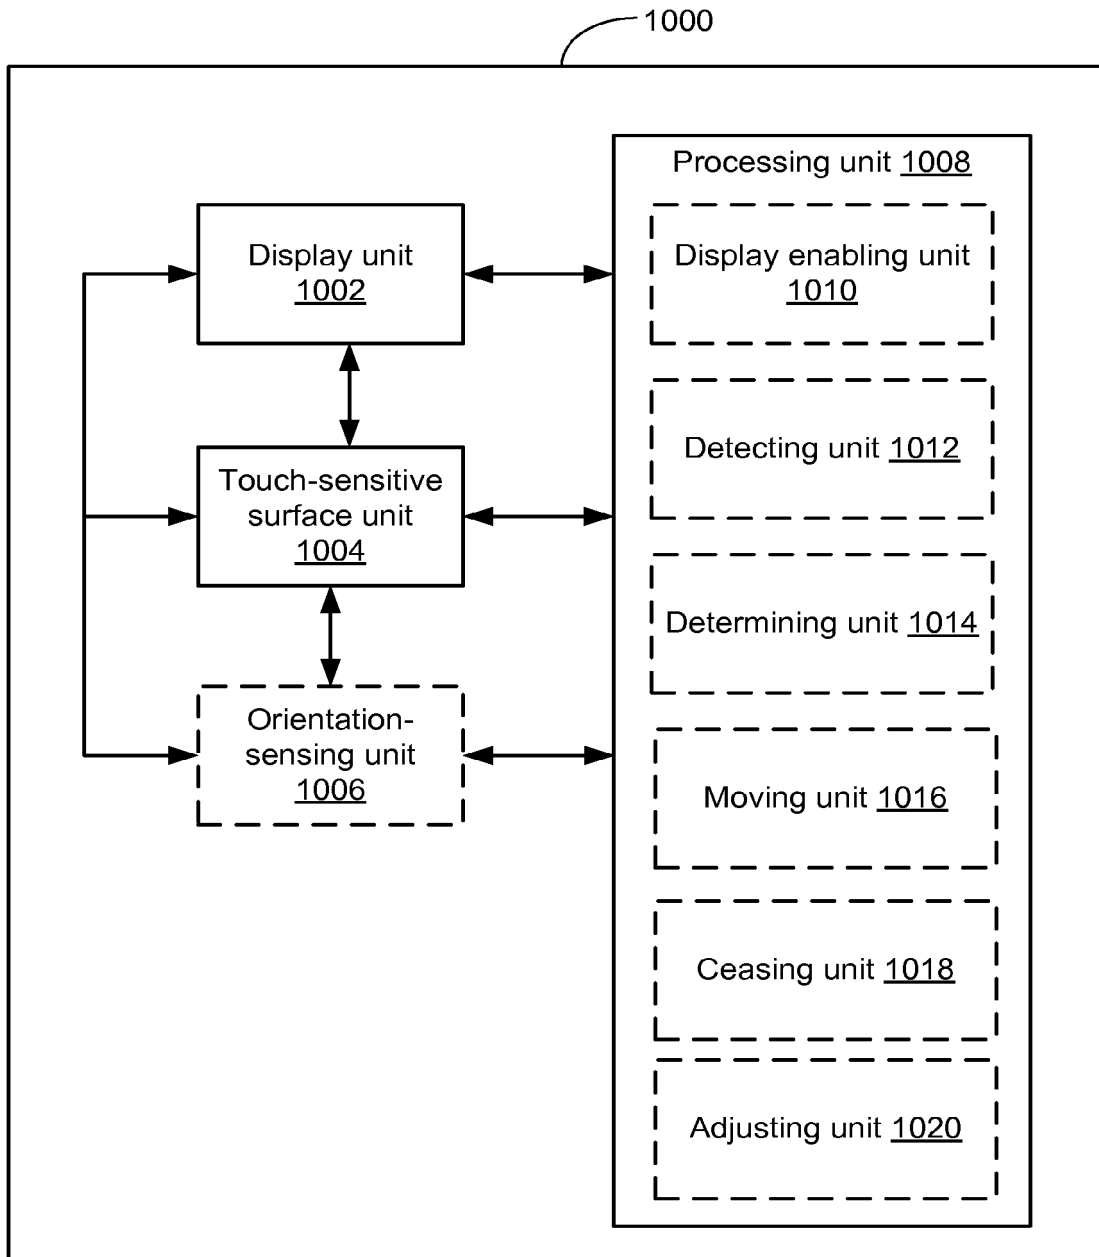 1000
Processing unit 1008
Display unit
1002
Display enabling unit
1010
Detecting unit 1012
Touch-sensitive
surface unit
1004
Determining unit 1014
Orientation-
sensing unit
1006
Moving unit 1016
Ceasing unit 1018
Adjusting unit 1020